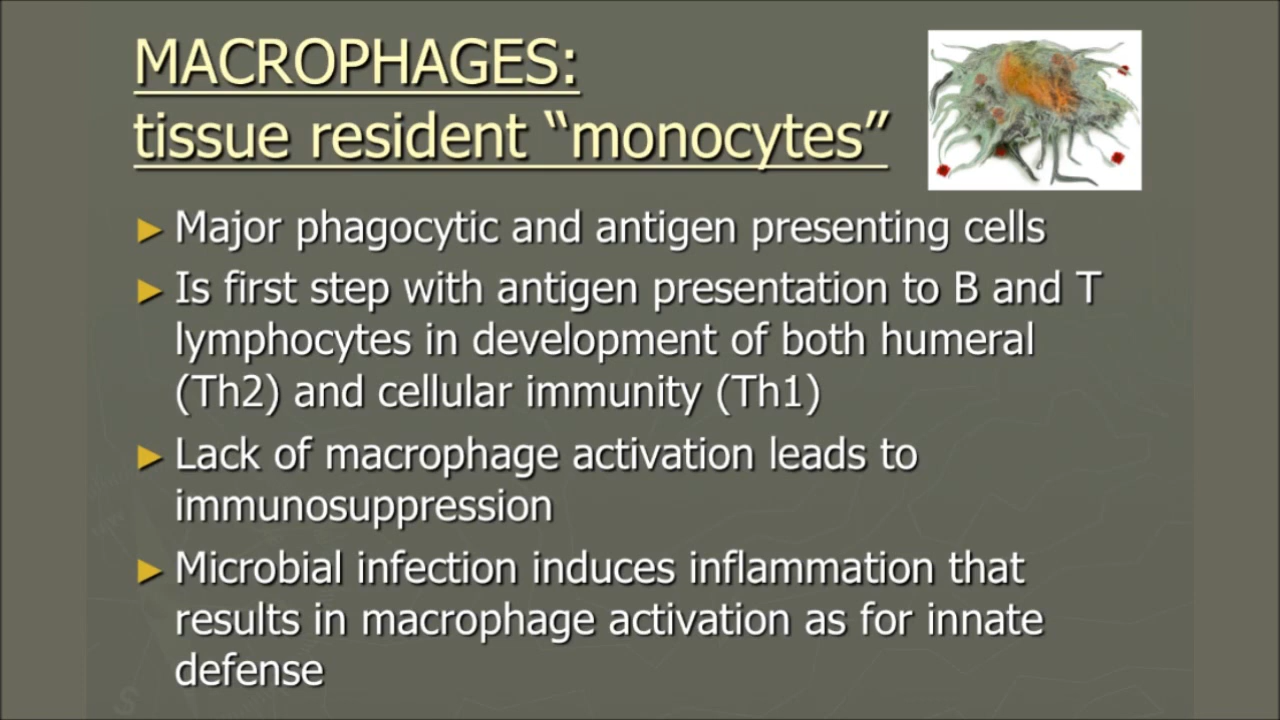 MACROPHAGES:
tissue resident “monocytes”
► Major phagocytic and antigen presenting cells
► Is first step with antigen presentation to B and T
lymphocytes in development of both humeral
(Th2) and cellular immunity (Th1)
► Lack of macrophage activation leads to
immunosuppression
► Microbial infection induces inflammation that
results in macrophage activation as for innate
defense